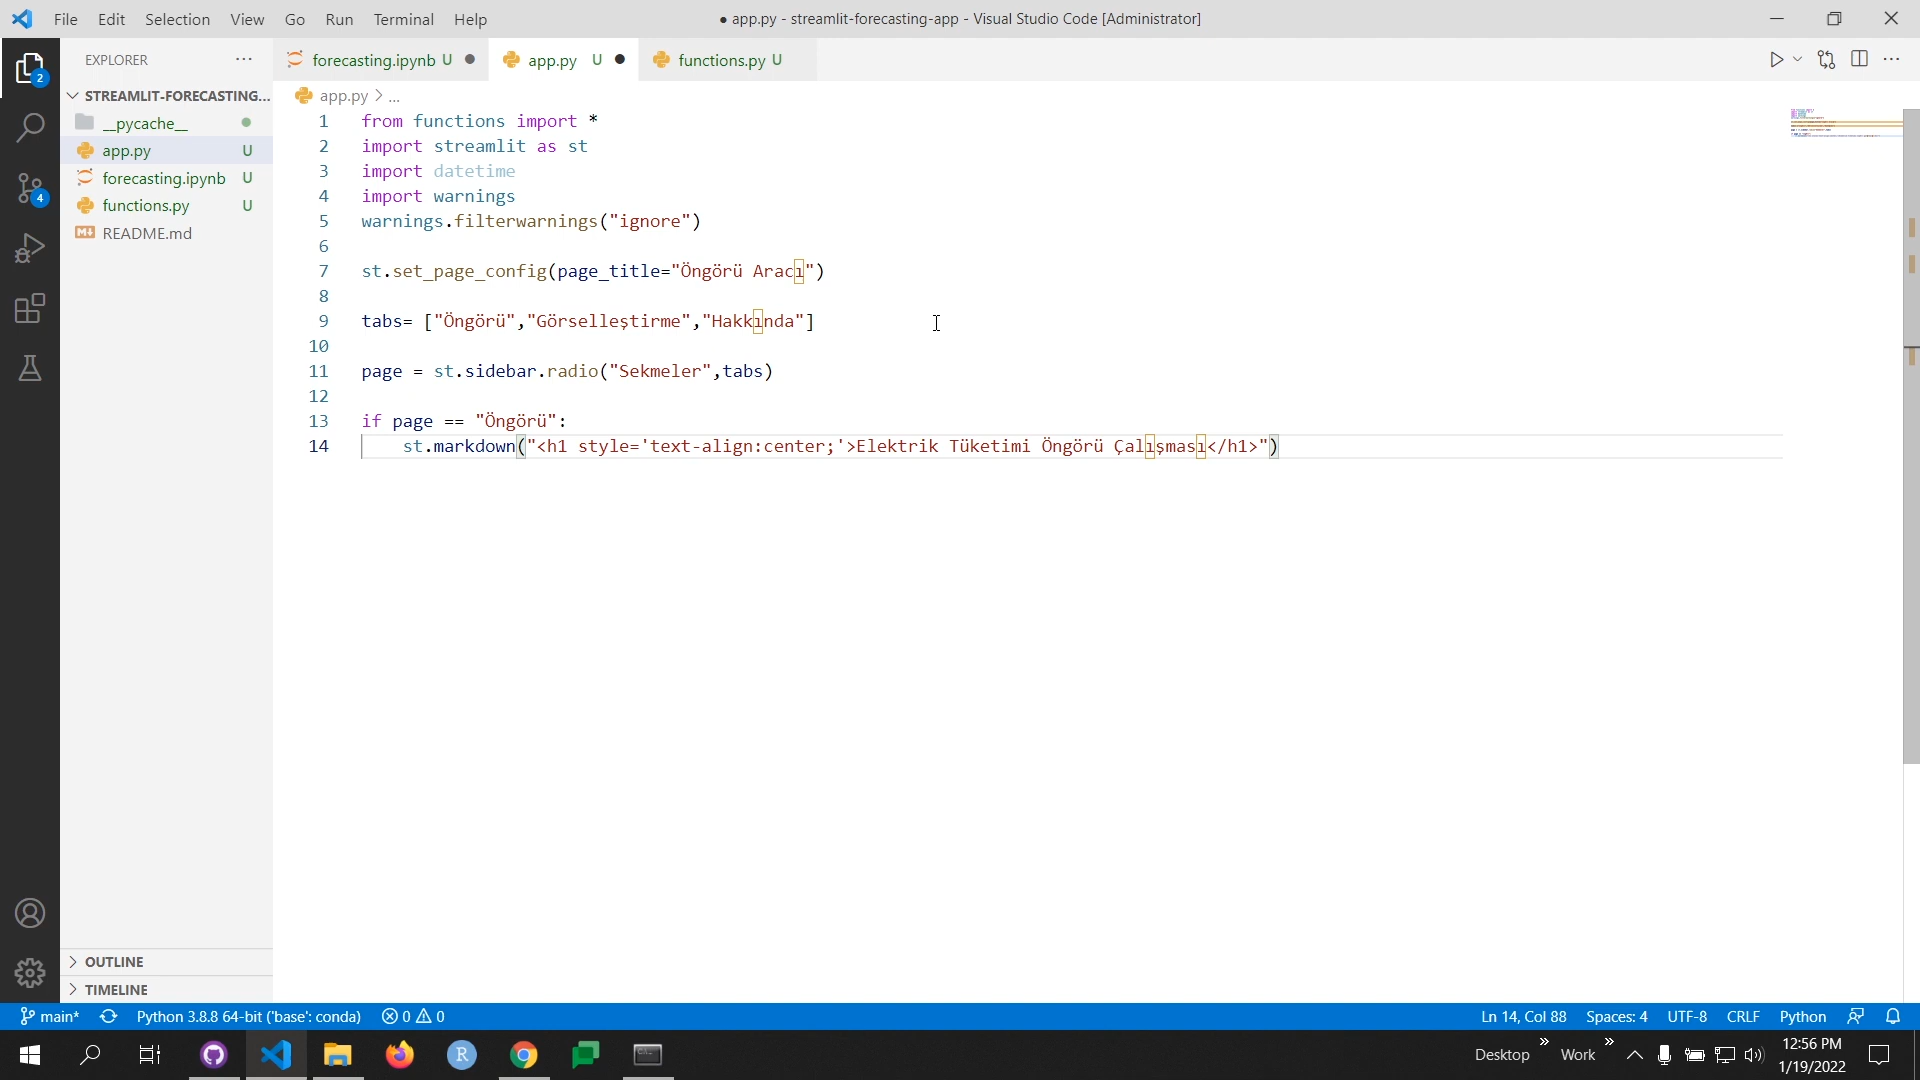 File Edit Selection View Go Run Terminal Help
● app.py - streamlit-forecasting-app - Visual Studio Code [Administrator]
EXPLORER
forecasting.ipynb U
app.py U
functions.py U
STREAMLIT-FORECASTING...
app.py > ...
__pycache__
app.py U
forecasting.ipynb U
functions.py U
README.md
1 from functions import *
2 import streamlit as st
3 import datetime
4 import warnings
5 warnings.filterwarnings("ignore")
6
7 st.set_page_config(page_title="Öngörü Aracı")
8
9 tabs= ["Öngörü","Görselleştirme","Hakkında"]
10
11 page = st.sidebar.radio("Sekmeler",tabs)
12
13 if page == "Öngörü":
14 st.markdown("<h1 style='text-align:center;'>Elektrik Tüketimi Öngörü Çalışması</h1>")
2
4
OUTLINE
TIMELINE
main* Python 3.8.8 64-bit ('base': conda) 0 0 Ln 14, Col 88 Spaces: 4 UTF-8 CRLF Python
Desktop » Work » 12:56 PM
1/19/2022